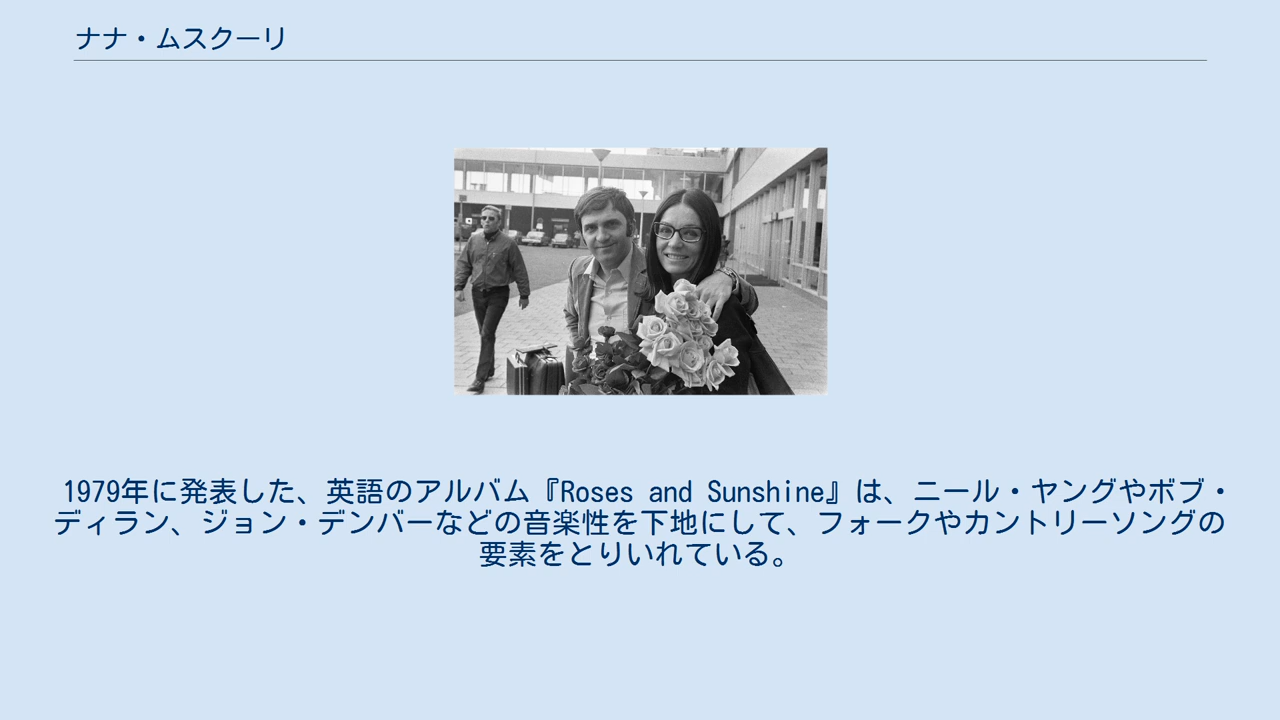 ナナ・ムスクーリ
1979年に発表した、英語のアルバム『Roses and Sunshine』は、ニール・ヤングやボブ・
ディラン、ジョン・デンバーなどの音楽性を下地にして、フォークやカントリーソングの
要素をとりいれている。